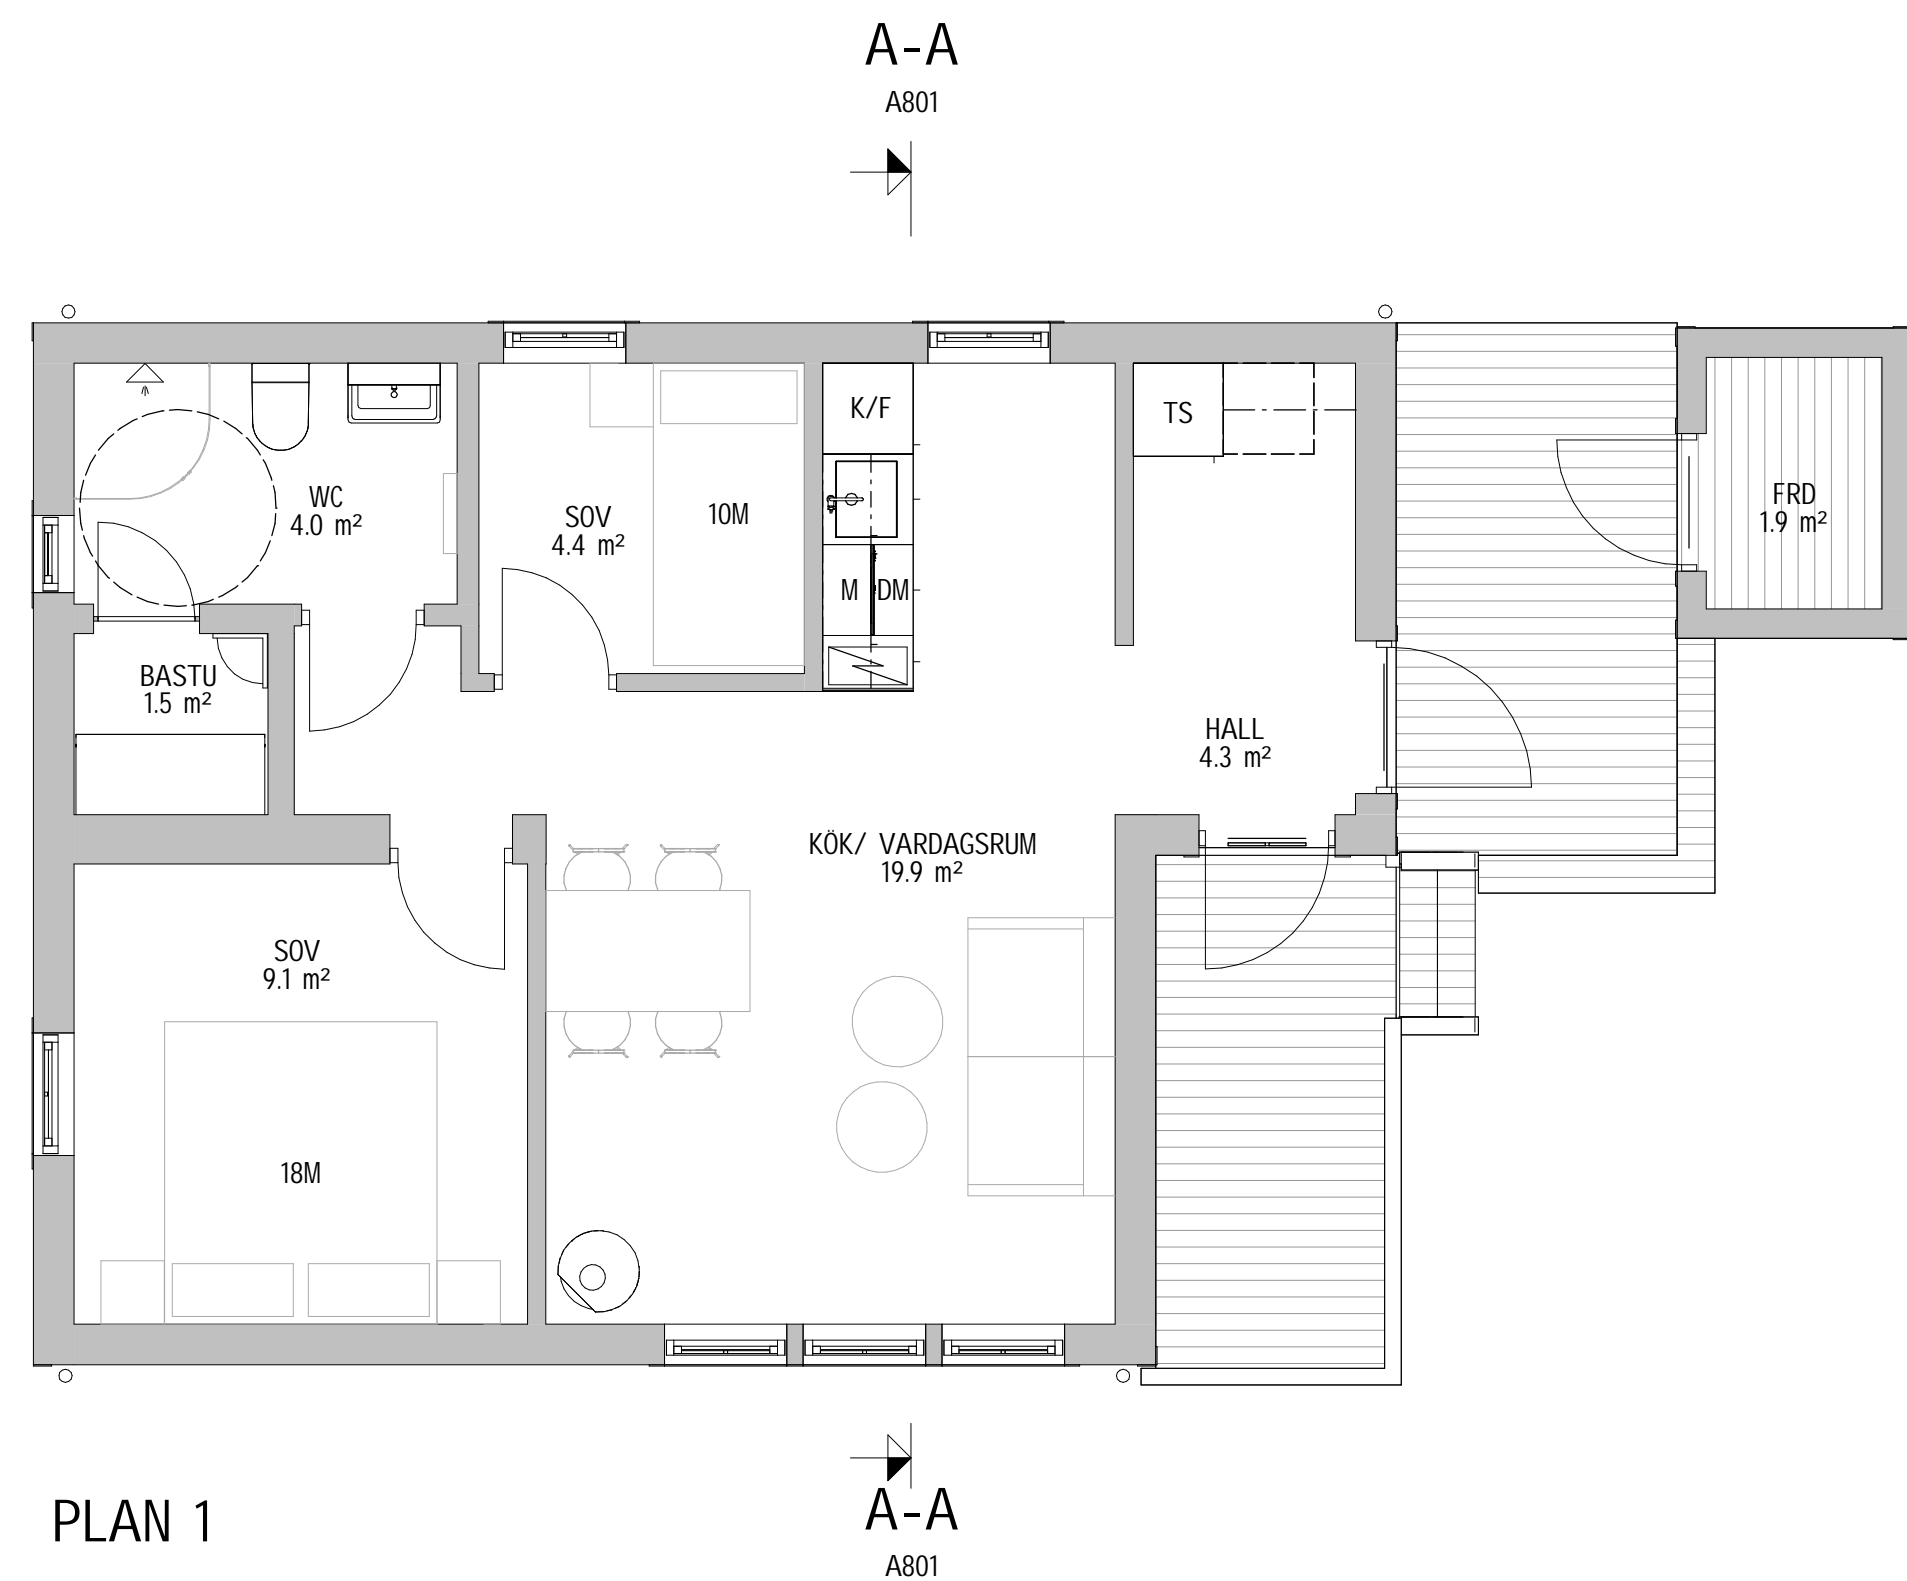 A-A
A801
K/F
TS
WC
4.0 m²
SOV
4.4 m²
10M
FRD
1.9 m²
M
DM
BASTU
1.5 m²
HALL
4.3 m²
KÖK/ VARDAGSRUM
19.9 m²
SOV
9.1 m²
18M
PLAN 1
A-A
A801